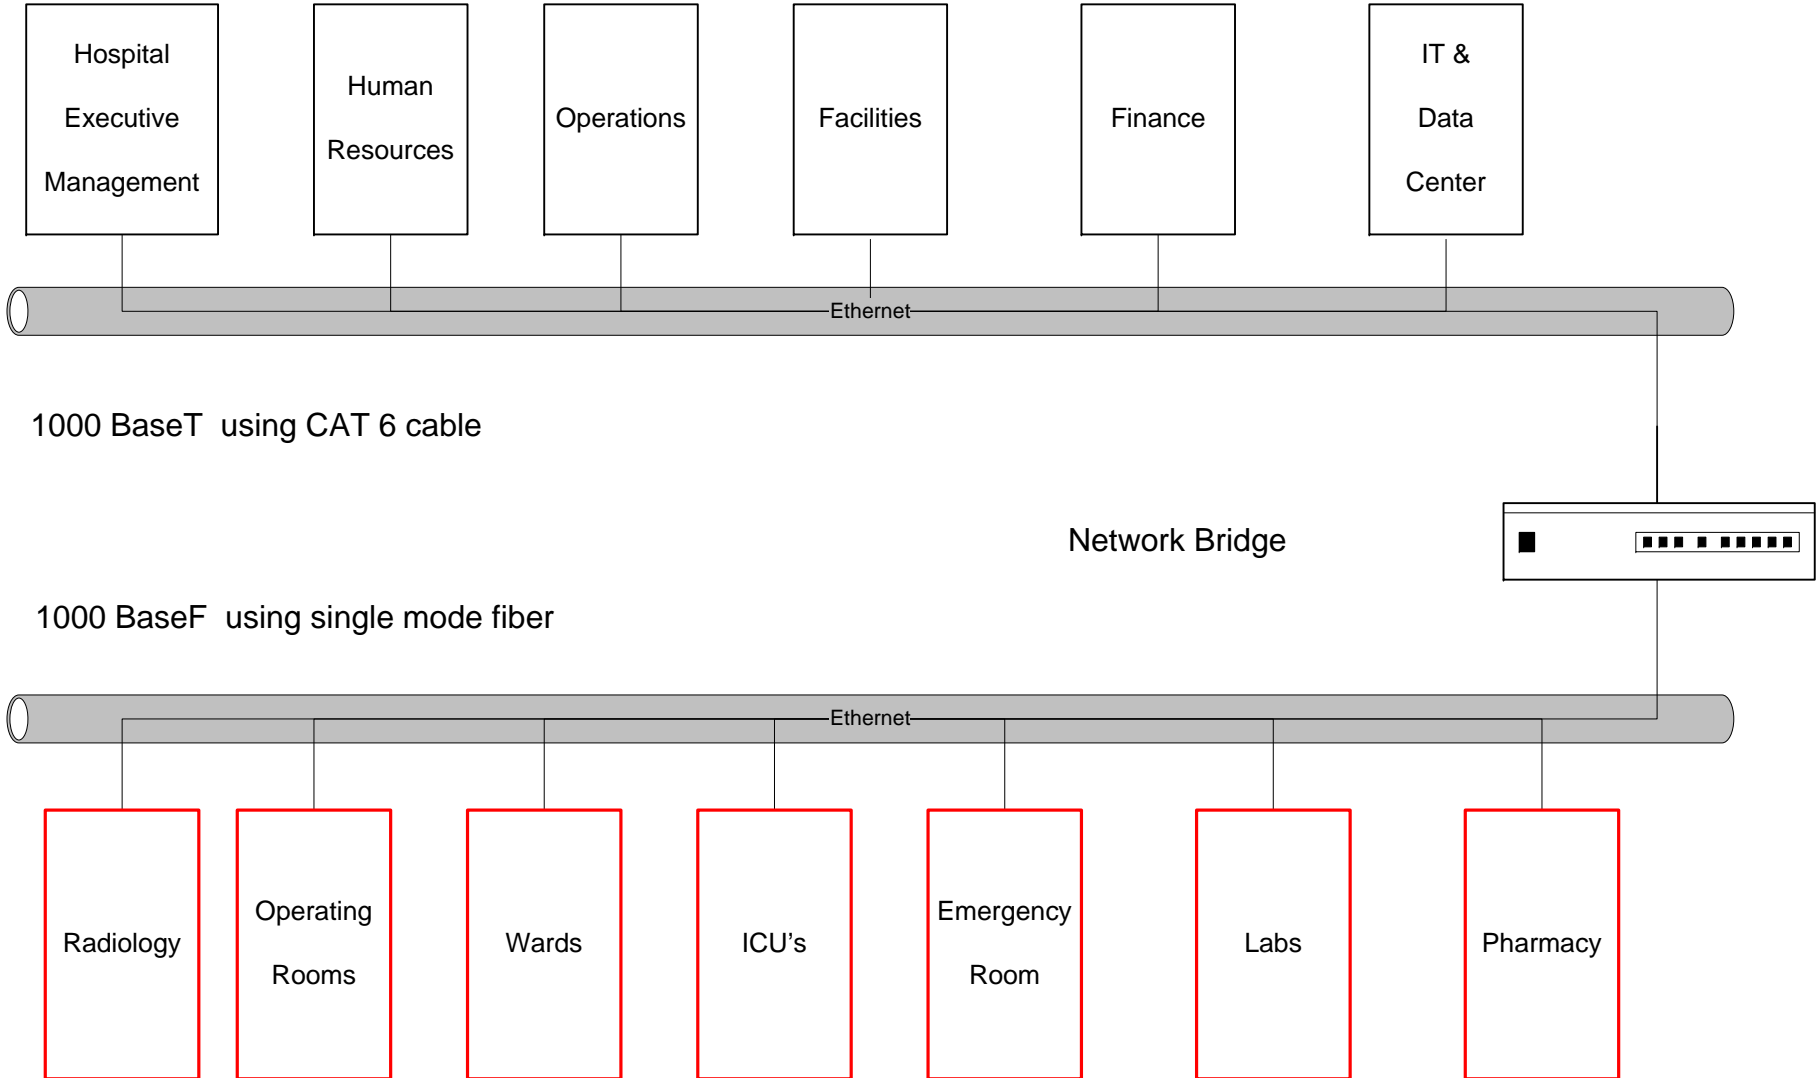 Hospital
Executive
Management
Human
Resources
Operations
Facilities
Finance
IT &
Data
Center
Ethernet
1000 BaseT  using CAT 6 cable
Network Bridge
1000 BaseF  using single mode fiber
Ethernet
Radiology
Operating
Rooms
Wards
ICU’s
Emergency
Room
Labs
Pharmacy